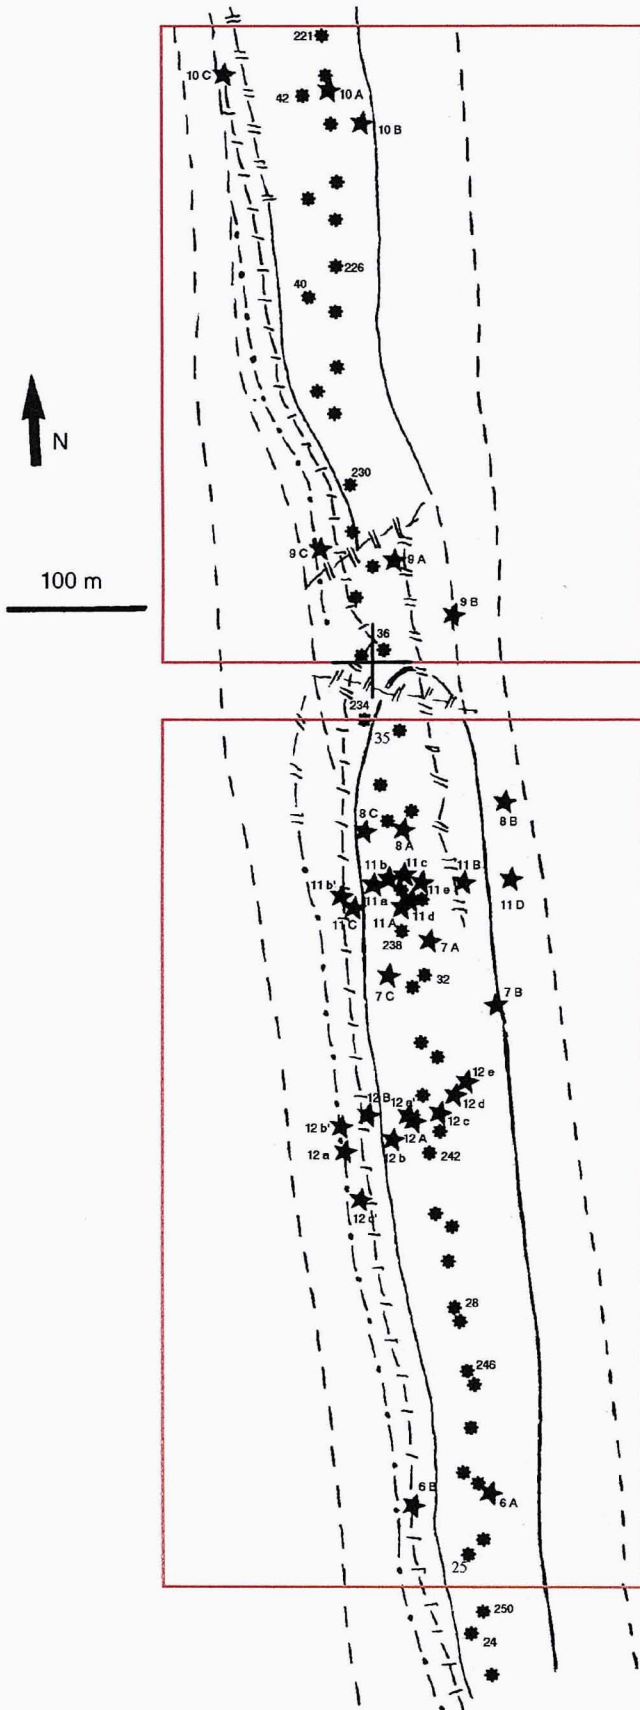 221
10 C
42
10 A
10 B
226
40
N
230
9 C
9 A
100 m
9 B
36
234
35
8 B
8 C
8 A
11 b
11 c
11 B
11 b'
11 a
11 e
11 D
11 C
11 A
11 d
238
7 A
7 C
32
7 B
12 e
12 B
12 a'
12 d
12 b'
12 c
12 A
12 a
12 b
242
12 c'
28
246
6 B
6 A
25
250
24